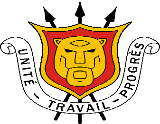 UNITÉ - TRAVAIL - PROGRÈS